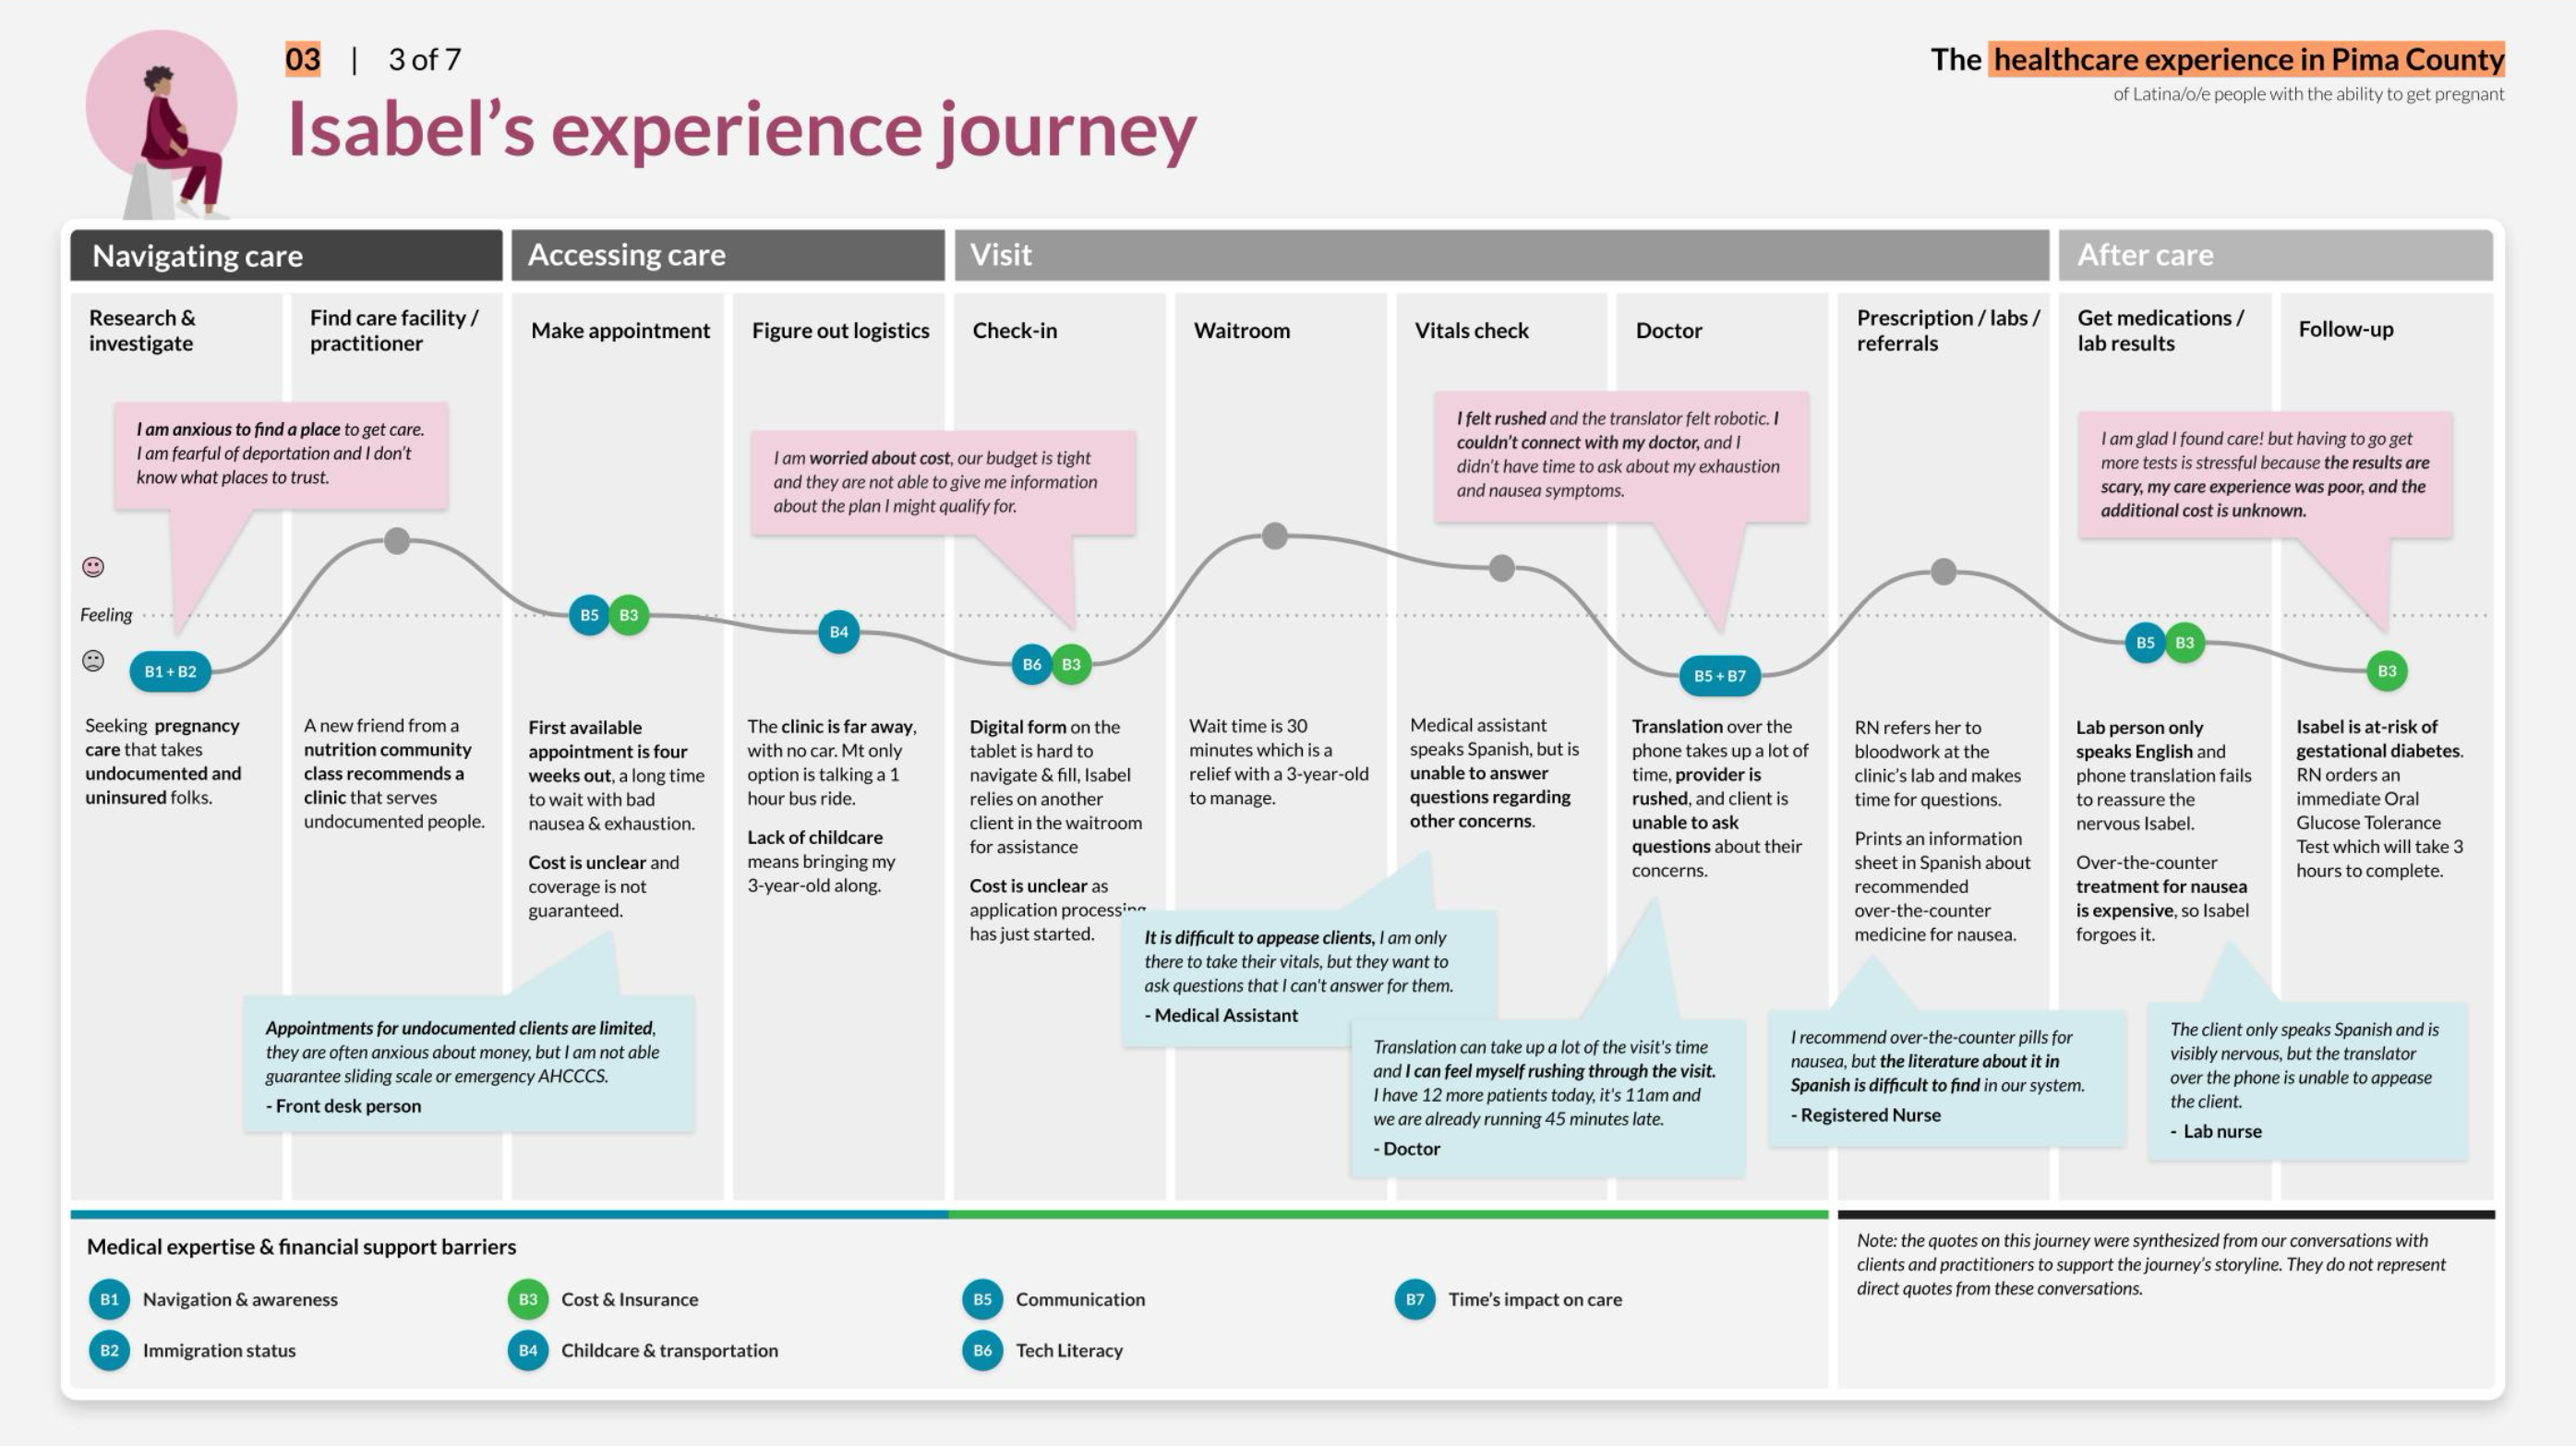 03 | 3 of 7
Isabel’s experience journey
The healthcare experience in Pima County
of Latina/o/e people with the ability to get pregnant
Navigating care
Accessing care
Visit
After care
Research &
investigate
Find care facility /
practitioner
Make appointment
Figure out logistics
Check-in
Waitroom
Vitals check
Doctor
Prescription / labs /
referrals
Get medications /
lab results
Follow-up
I am anxious to find a place to get care.
I am fearful of deportation and I don’t
know what places to trust.
I am worried about cost, our budget is tight
and they are not able to give me information
about the plan I might qualify for.
I felt rushed and the translator felt robotic. I
couldn’t connect with my doctor, and I
didn’t have time to ask about my exhaustion
and nausea symptoms.
I am glad I found care! but having to go get
more tests is stressful because the results are
scary, my care experience was poor, and the
additional cost is unknown.
Feeling
B1 + B2
B5
B3
B4
B6
B3
B5 + B7
B5
B3
B3
Seeking pregnancy
care that takes
undocumented and
uninsured folks.
A new friend from a
nutrition community
class recommends a
clinic that serves
undocumented people.
First available
appointment is four
weeks out, a long time
to wait with bad
nausea & exhaustion.
Cost is unclear and
coverage is not
guaranteed.
The clinic is far away,
with no car. Mt only
option is talking a 1
hour bus ride.
Lack of childcare
means bringing my
3-year-old along.
Digital form on the
tablet is hard to
navigate & fill, Isabel
relies on another
client in the waitroom
for assistance
Cost is unclear as
application processing
has just started.
Wait time is 30
minutes which is a
relief with a 3-year-old
to manage.
Medical assistant
speaks Spanish, but is
unable to answer
questions regarding
other concerns.
Translation over the
phone takes up a lot of
time, provider is
rushed, and client is
unable to ask
questions about their
concerns.
RN refers her to
bloodwork at the
clinic’s lab and makes
time for questions.
Prints an information
sheet in Spanish about
recommended
over-the-counter
medicine for nausea.
Lab person only
speaks English and
phone translation fails
to reassure the
nervous Isabel.
Over-the-counter
treatment for nausea
is expensive, so Isabel
forgoes it.
Isabel is at-risk of
gestational diabetes.
RN orders an
immediate Oral
Glucose Tolerance
Test which will take 3
hours to complete.
Appointments for undocumented clients are limited,
they are often anxious about money, but I am not able
guarantee sliding scale or emergency AHCCCS.
- Front desk person
It is difficult to appease clients, I am only
there to take their vitals, but they want to
ask questions that I can't answer for them.
- Medical Assistant
Translation can take up a lot of the visit's time
and I can feel myself rushing through the visit.
I have 12 more patients today, it's 11am and
we are already running 45 minutes late.
- Doctor
I recommend over-the-counter pills for
nausea, but the literature about it in
Spanish is difficult to find in our system.
- Registered Nurse
The client only speaks Spanish and is
visibly nervous, but the translator
over the phone is unable to appease
the client.
- Lab nurse
Medical expertise & financial support barriers
B1 Navigation & awareness
B2 Immigration status
B3 Cost & Insurance
B4 Childcare & transportation
B5 Communication
B6 Tech Literacy
B7 Time’s impact on care
Note: the quotes on this journey were synthesized from our conversations with
clients and practitioners to support the journey’s storyline. They do not represent
direct quotes from these conversations.